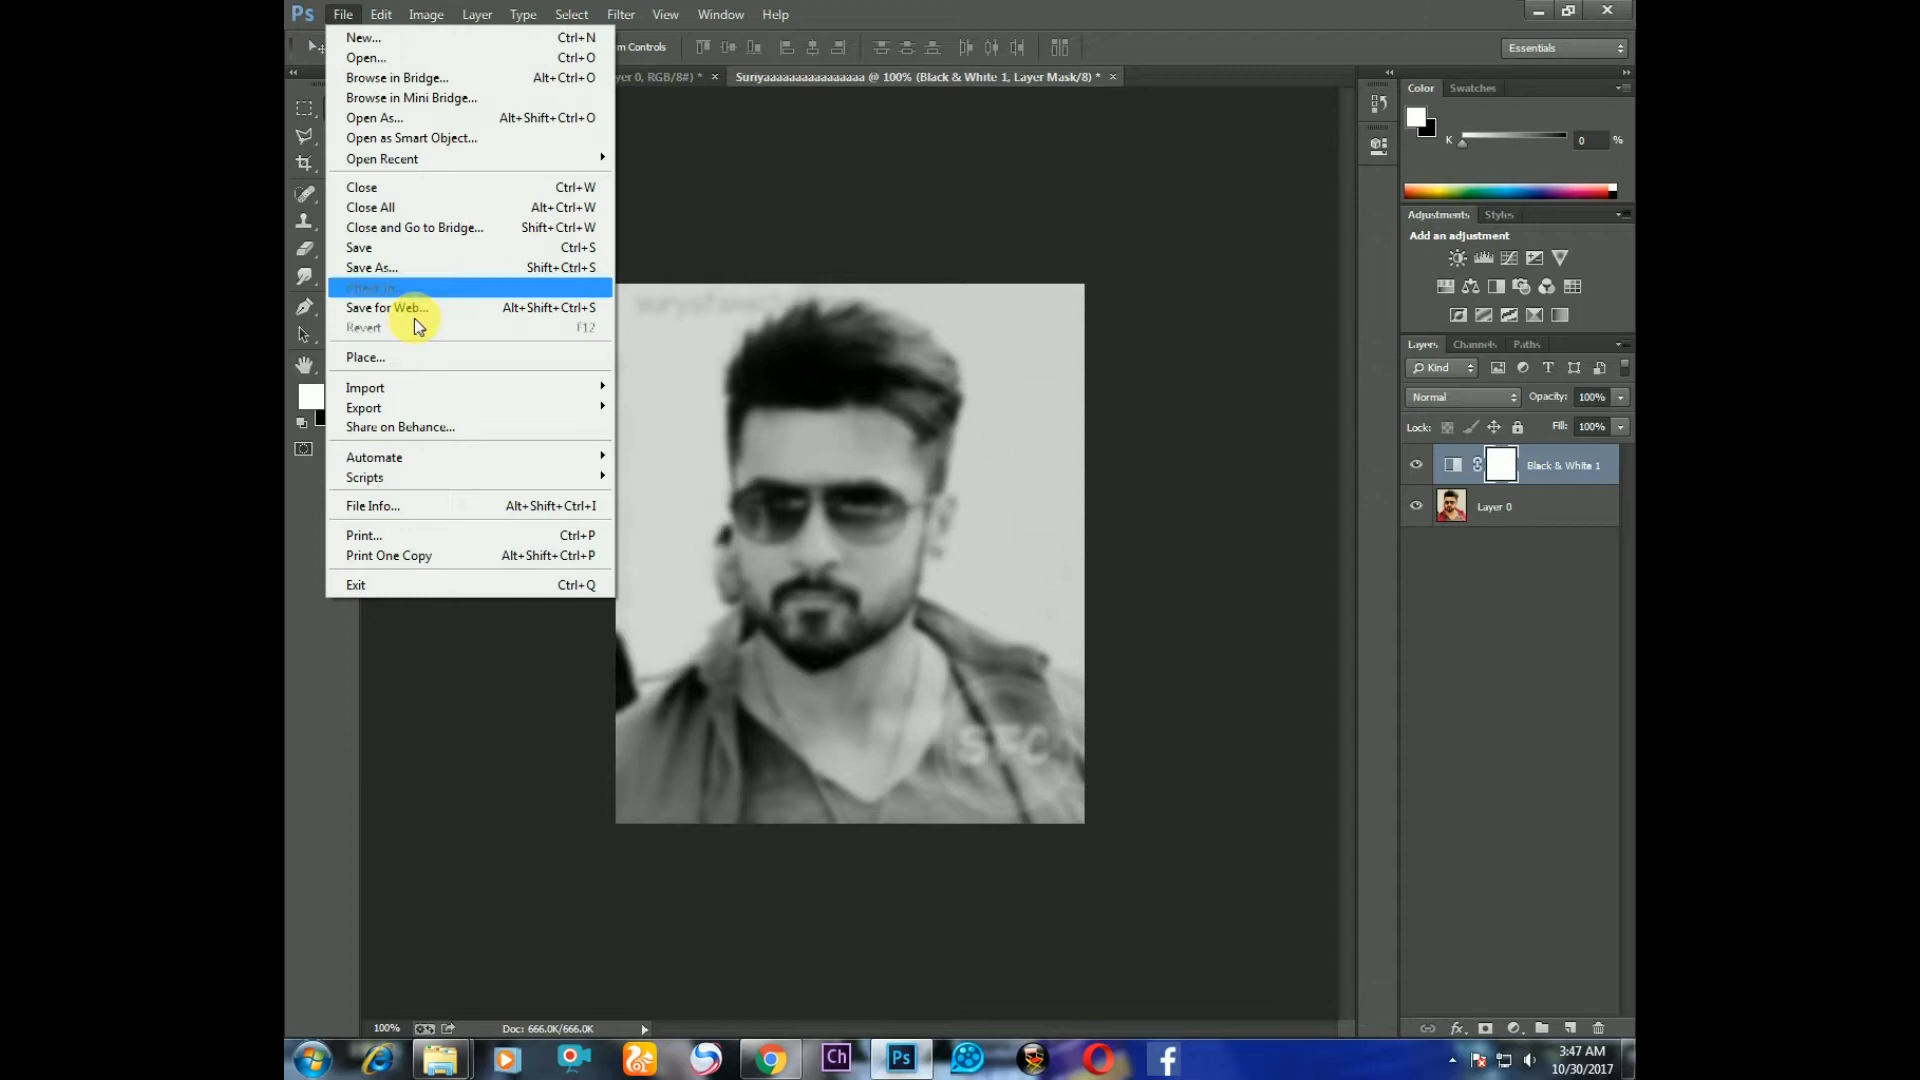 Ps File Edit Image Layer Type Select Filter View Window Help
m Controls
Essentials
yer 0, RGB/8#) *
Suriyaaaaaaaaaaaaaaaa @ 100% (Black & White 1, Layer Mask/8) *
New... Ctrl+N
Open... Ctrl+O
Browse in Bridge... Alt+Ctrl+O
Browse in Mini Bridge...
Open As... Alt+Shift+Ctrl+O
Open as Smart Object...
Open Recent
Close Ctrl+W
Close All Alt+Ctrl+W
Close and Go to Bridge... Shift+Ctrl+W
Save Ctrl+S
Save As... Shift+Ctrl+S
Save for Web... Alt+Shift+Ctrl+S
Revert F12
Place...
Import
Export
Share on Behance...
Automate
Scripts
File Info... Alt+Shift+Ctrl+I
Print... Ctrl+P
Print One Copy Alt+Shift+Ctrl+P
Exit Ctrl+Q
SFC
Color Swatches
K 0 %
Adjustments Styles
Add an adjustment
Layers Channels Paths
Kind
Normal Opacity: 100%
Lock: Fill: 100%
Black & White 1
Layer 0
100% Doc: 666.0K/666.0K
Ch Ps
3:47 AM
10/30/2017